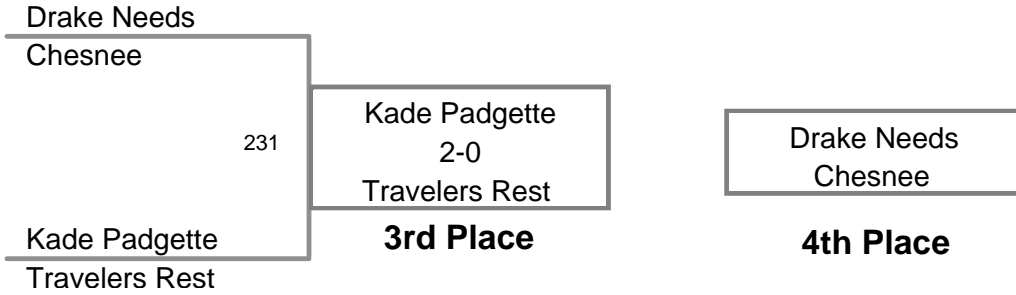 Drake Needs
Chesnee
231
Kade Padgette
2-0
Travelers Rest
3rd Place
Drake Needs
Chesnee
4th Place
Kade Padgette
Travelers Rest